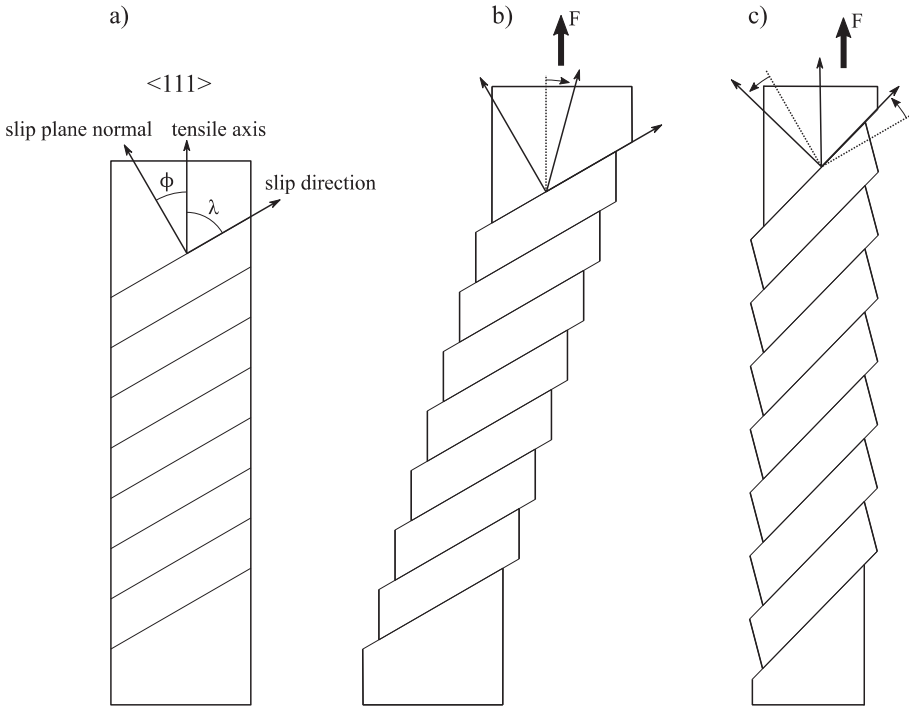 a)
<111>
slip plane normal
tensile axis
ϕ
λ
slip direction
b)
F
c)
F